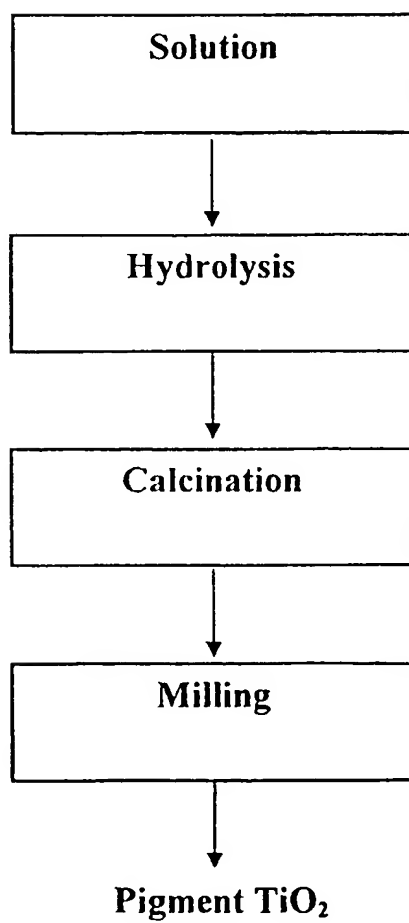 Solution
Hydrolysis
Calcination
Milling
Pigment TiO₂